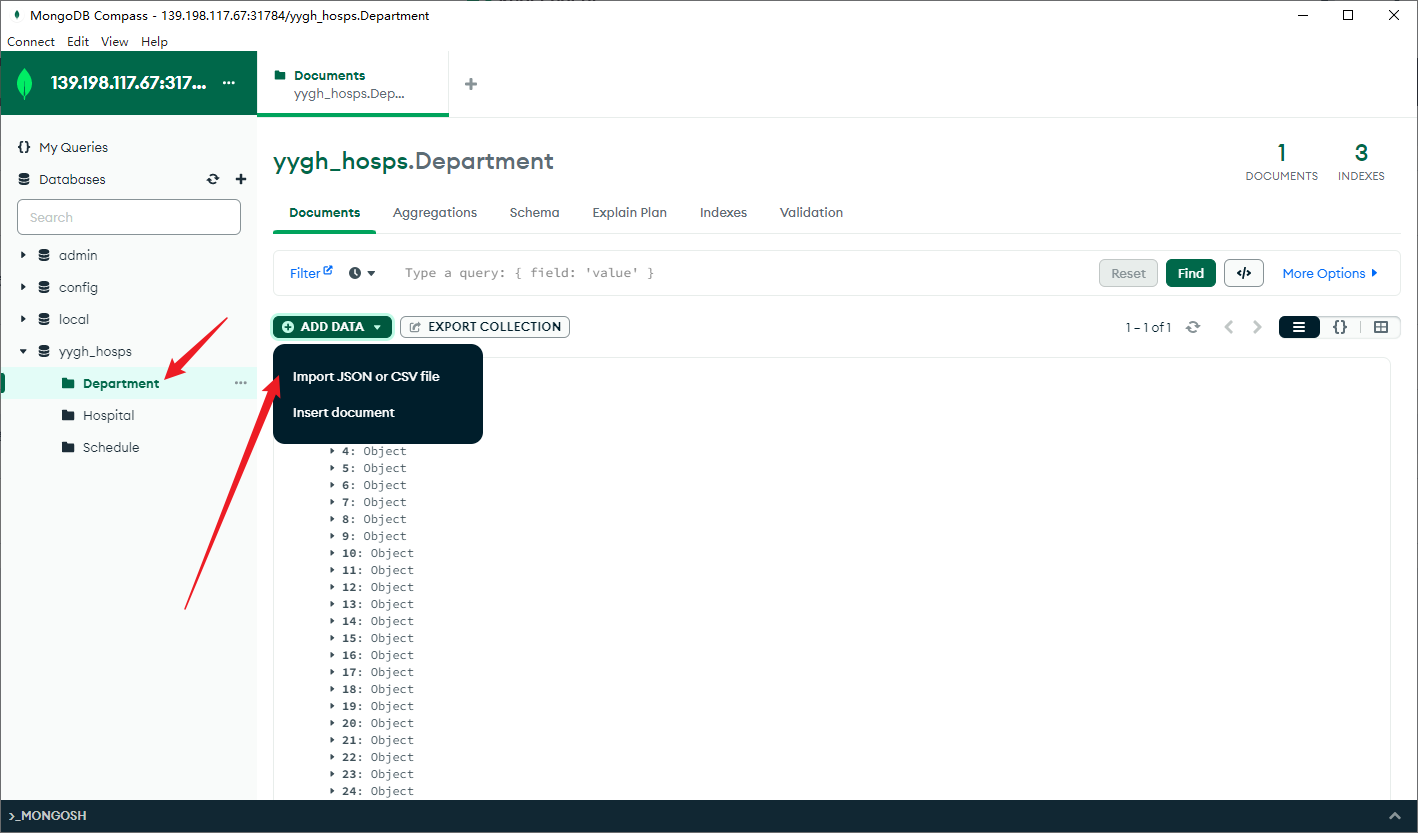 MongoDB Compass - 139.198.117.67:31784/yygh_hosps.Department
Connect Edit View Help
139.198.117.67:317... ...
Documents
yygh_hosps.Dep...
My Queries
Databases
Search
admin
config
local
yygh_hosps
Department ...
Hospital
Schedule
yygh_hosps.Department
1
DOCUMENTS
3
INDEXES
Documents Aggregations Schema Explain Plan Indexes Validation
Filter Type a query: { field: 'value' } Reset Find </> More Options
ADD DATA EXPORT COLLECTION 1 – 1 of 1 {}
Import JSON or CSV file
Insert document
4: Object
5: Object
6: Object
7: Object
8: Object
9: Object
10: Object
11: Object
12: Object
13: Object
14: Object
15: Object
16: Object
17: Object
18: Object
19: Object
20: Object
21: Object
22: Object
23: Object
24: Object
>_MONGOSH